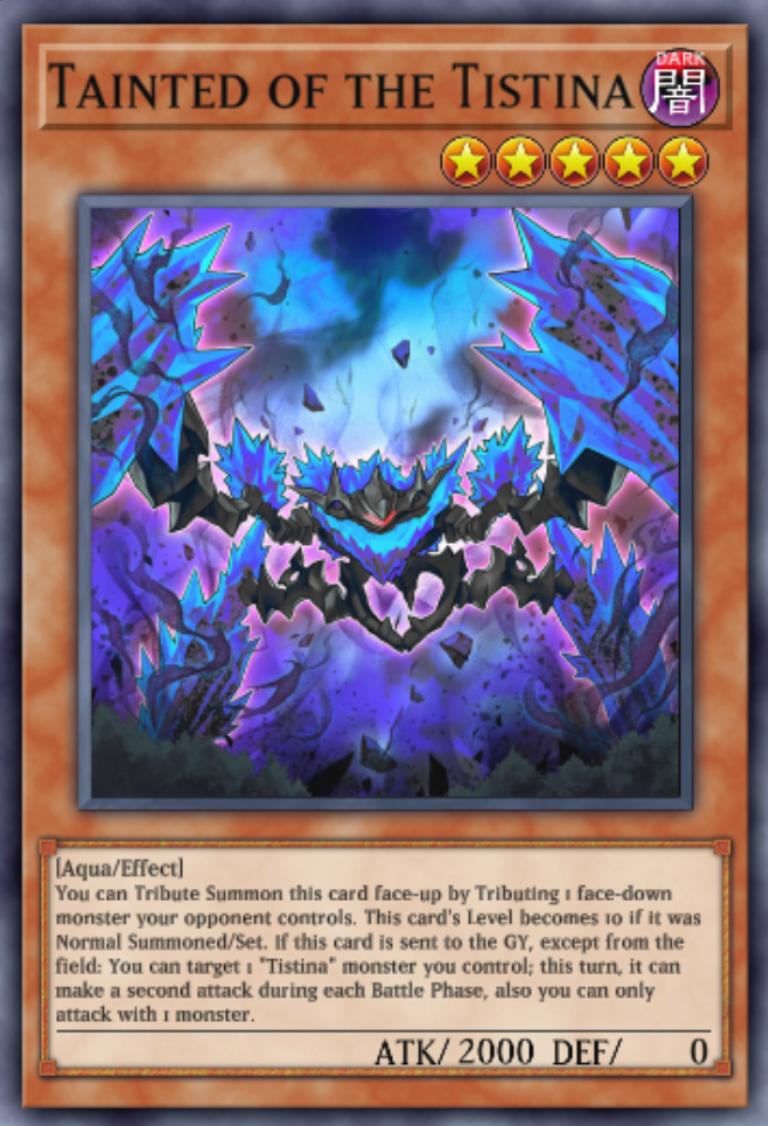 TAINTED OF THE TISTINA
DARK
闇
[Aqua/Effect]
You can Tribute Summon this card face-up by Tributing 1 face-down
monster your opponent controls. This card's Level becomes 10 if it was
Normal Summoned/Set. If this card is sent to the GY, except from the
field: You can target 1 "Tistina" monster you control; this turn, it can
make a second attack during each Battle Phase, also you can only
attack with 1 monster.
ATK/ 2000 DEF/ 0